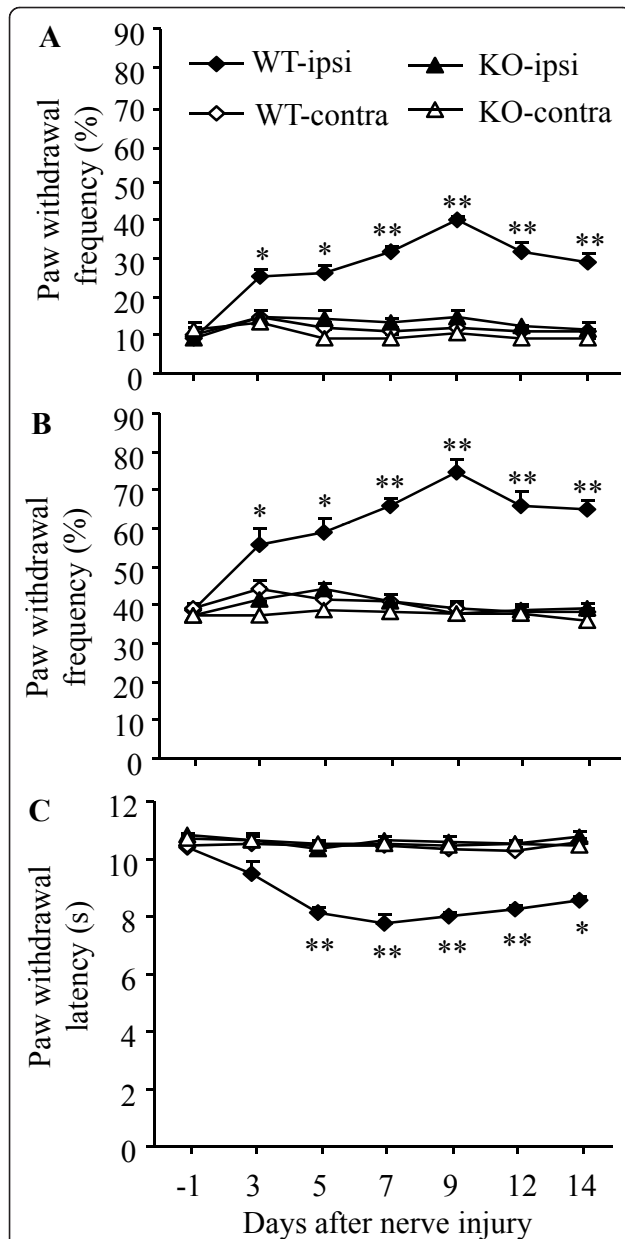 A
90
80
70
60
50
40
30
20
10
0
Paw withdrawal
frequency (%)
WT-ipsi
KO-ipsi
WT-contra
KO-contra
*
*
**
**
**
**
B
90
80
70
60
50
40
30
20
10
0
Paw withdrawal
frequency (%)
*
*
**
**
**
**
C
12
10
8
6
4
2
0
Paw withdrawal
latency (s)
**
**
**
**
*
-1 3 5 7 9 12 14
Days after nerve injury